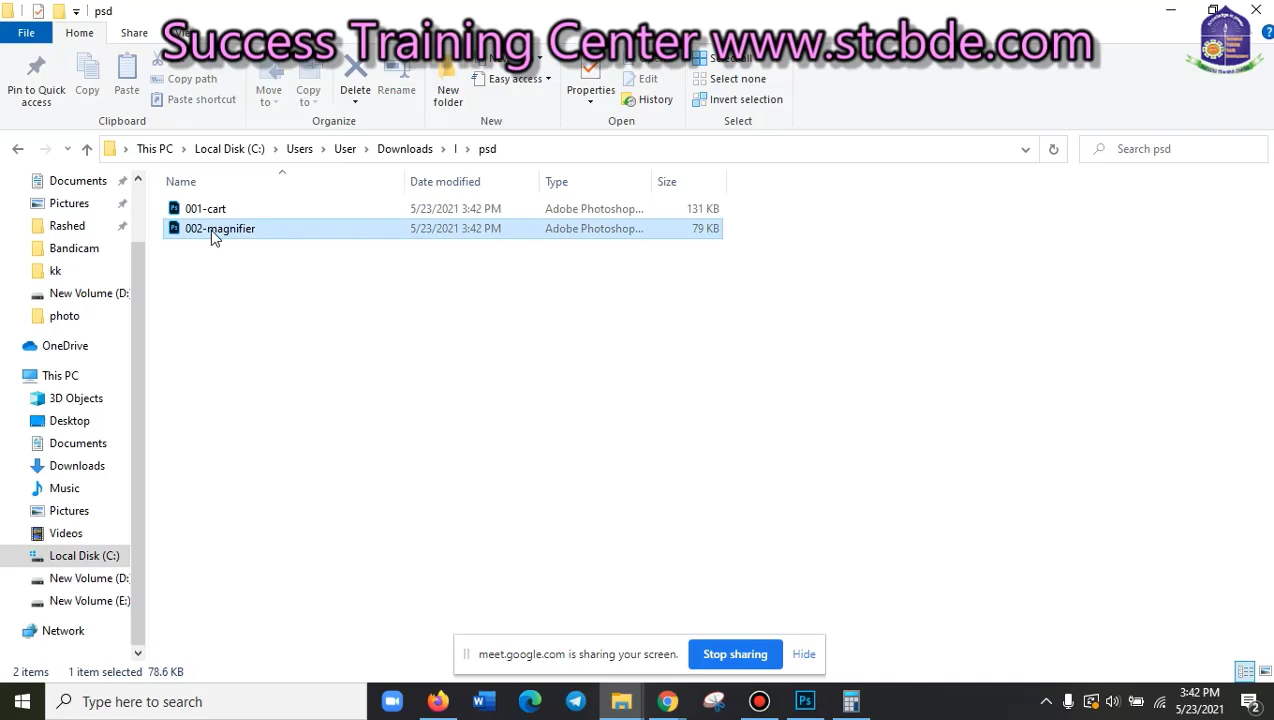 psd
File
Home
Share
View
Success Training Center www.stcbde.com
Pin to Quick access
Copy
Paste
Copy path
Paste shortcut
Clipboard
Move to
Copy to
Delete
Rename
Organize
New folder
Easy access
New
Properties
Edit
History
Open
Select all
Select none
Invert selection
Select
This PC
Local Disk (C:)
Users
User
Downloads
I
psd
Search psd
Documents
Pictures
Rashed
Bandicam
kk
New Volume (D:
photo
OneDrive
This PC
3D Objects
Desktop
Documents
Downloads
Music
Pictures
Videos
Local Disk (C:)
New Volume (D:
New Volume (E:)
Network
Name Date modified Type Size
001-cart 5/23/2021 3:42 PM Adobe Photoshop... 131 KB
002-magnifier 5/23/2021 3:42 PM Adobe Photoshop... 79 KB
meet.google.com is sharing your screen. Stop sharing Hide
2 items 1 item selected 78.6 KB
Type here to search
3:42 PM
5/23/2021
2